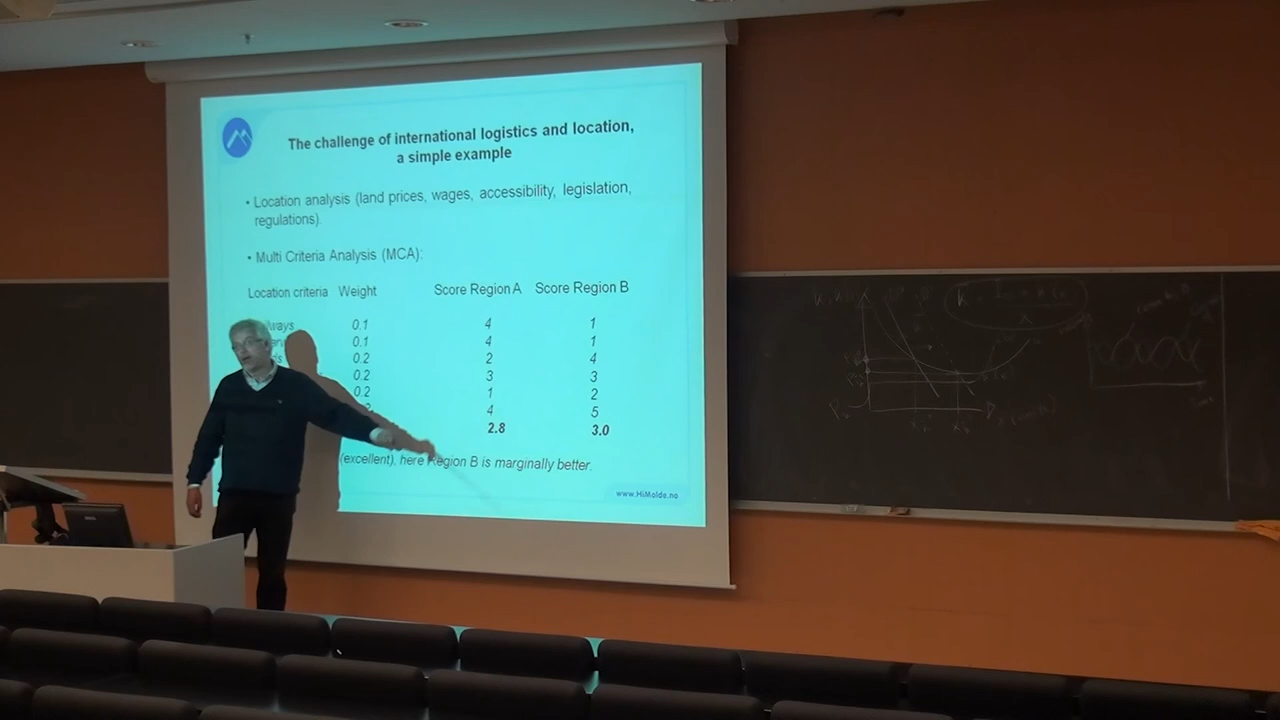 The challenge of international logistics and location,
a simple example
• Location analysis (land prices, wages, accessibility, legislation,
regulations).
• Multi Criteria Analysis (MCA):
Location criteria Weight Score Region A Score Region B
0.1 4 1
0.1 4 1
0.2 2 4
0.2 3 3
0.2 1 2
4 5
2.8 3.0
(excellent), here Region B is marginally better.
www.HiMolde.no